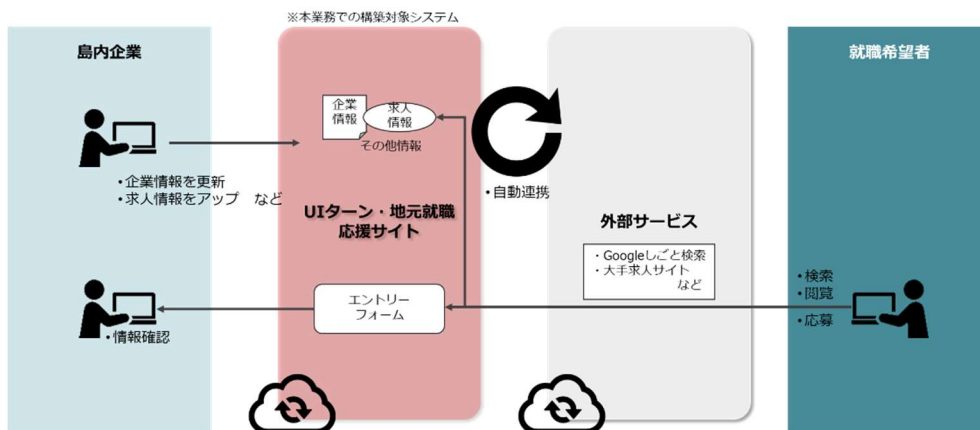 ※本業務での構築対象システム
島内企業
就職希望者
企業
情報
求人
情報
その他情報
・企業情報を更新
・求人情報をアップ など
・自動連携
UIターン・地元就職
応援サイト
外部サービス
・Googleしごと検索
・大手求人サイト
など
・検索
・閲覧
・応募
エントリー
フォーム
・情報確認